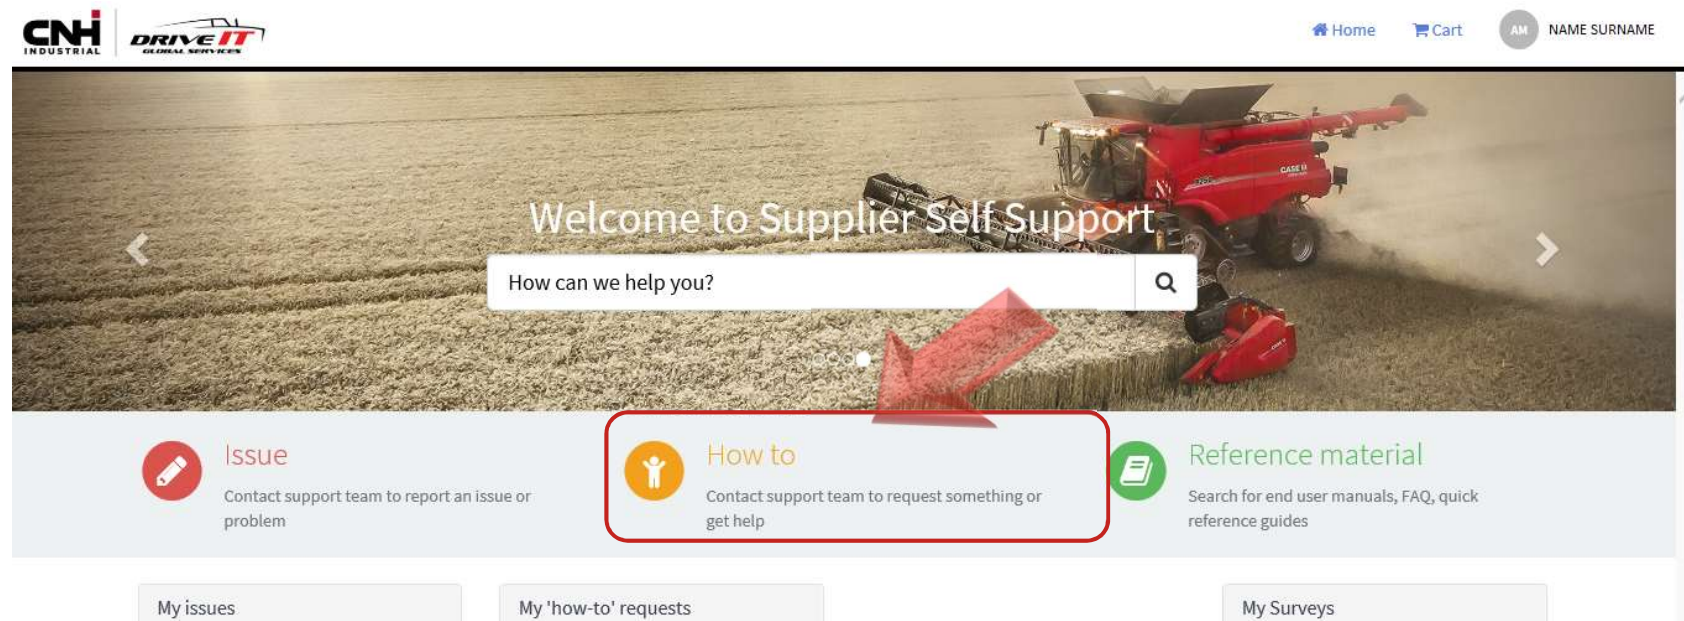 CNH
INDUSTRIAL
DRIVE IT
GLOBAL SERVICES
Home
Cart
AM
NAME SURNAME
CASE IH
Welcome to Supplier Self Support
How can we help you?
Issue
Contact support team to report an issue or
problem
How to
Contact support team to request something or
get help
Reference material
Search for end user manuals, FAQ, quick
reference guides
My issues
My 'how-to' requests
My Surveys